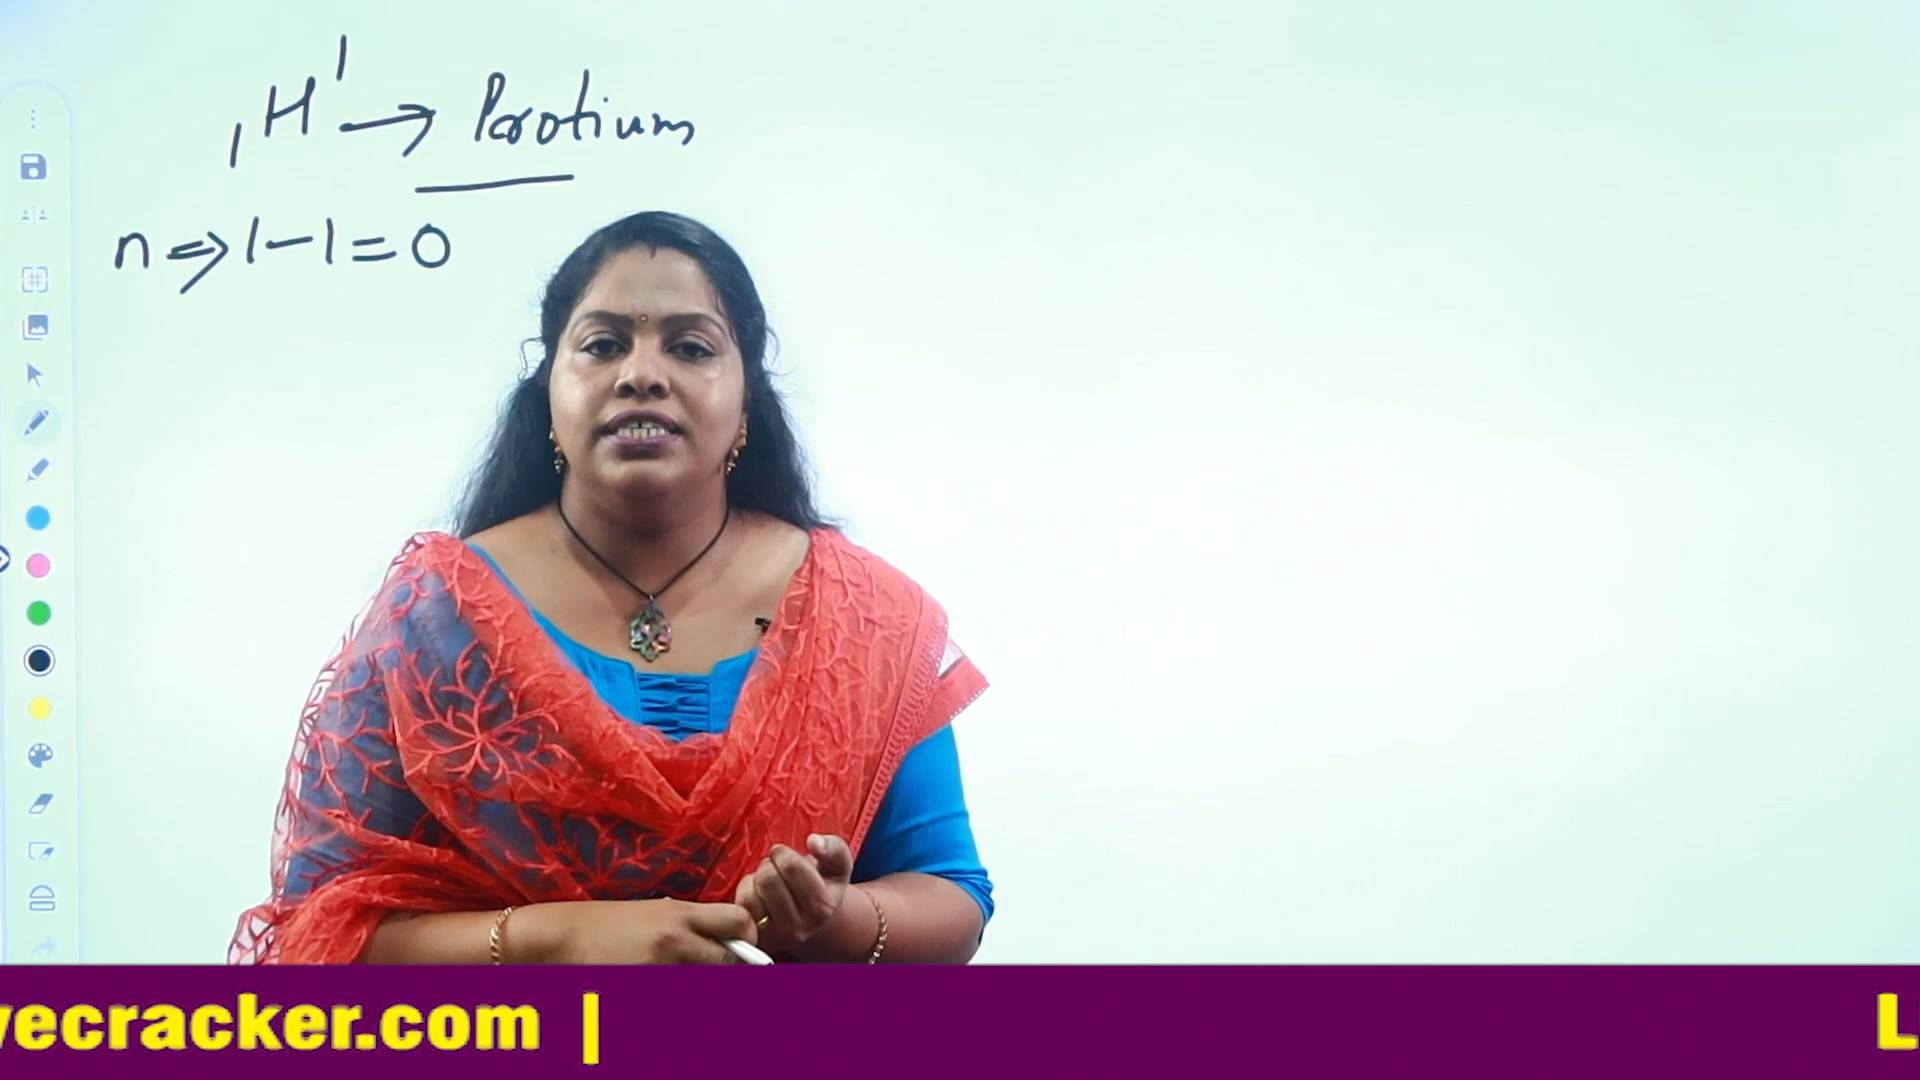 ₁H¹ → Protium
n ⇒ 1 - 1 = 0
vecracker.com | L